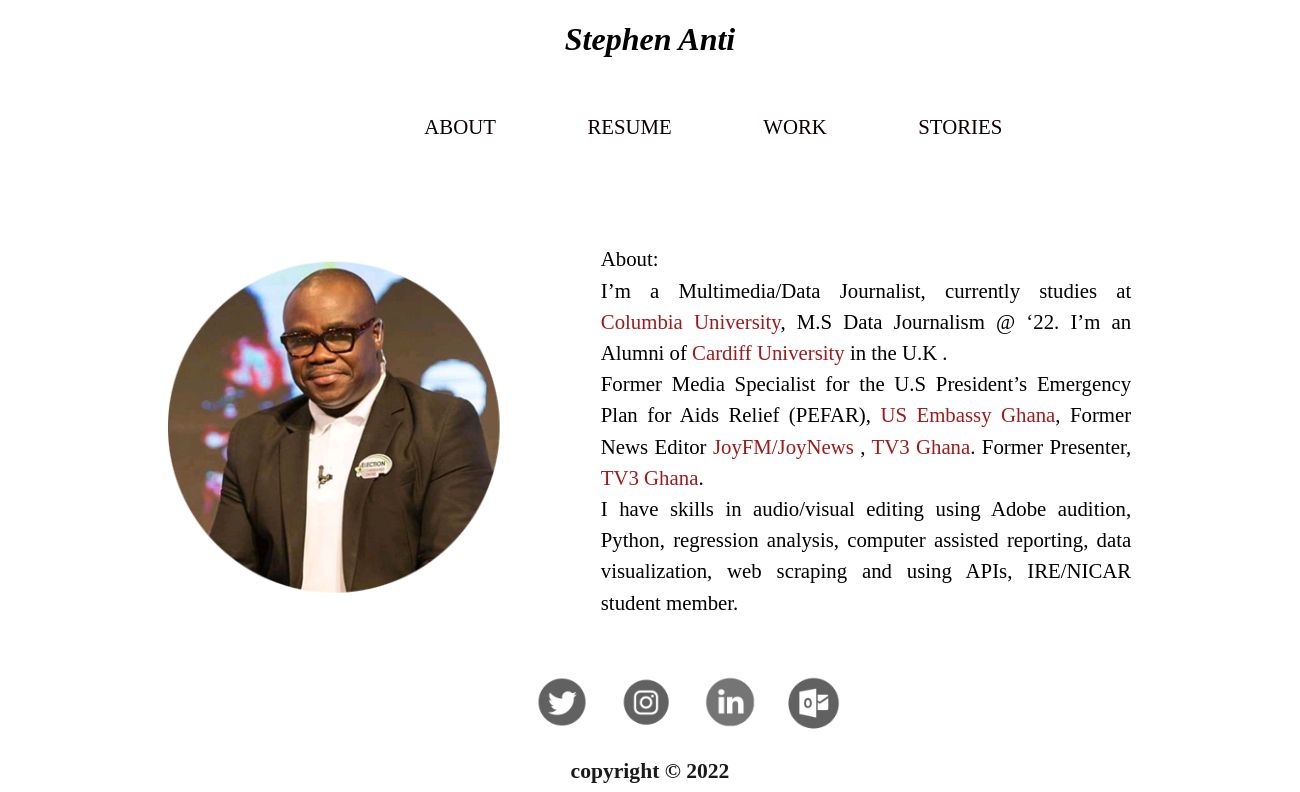 Stephen Anti
ABOUT RESUME WORK STORIES
About:
I’m a Multimedia/Data Journalist, currently studies at
Columbia University, M.S Data Journalism @ ‘22. I’m an
Alumni of Cardiff University in the U.K .
Former Media Specialist for the U.S President’s Emergency
Plan for Aids Relief (PEFAR), US Embassy Ghana, Former
News Editor JoyFM/JoyNews , TV3 Ghana. Former Presenter,
TV3 Ghana.
I have skills in audio/visual editing using Adobe audition,
Python, regression analysis, computer assisted reporting, data
visualization, web scraping and using APIs, IRE/NICAR
student member.
ELECTION
copyright © 2022